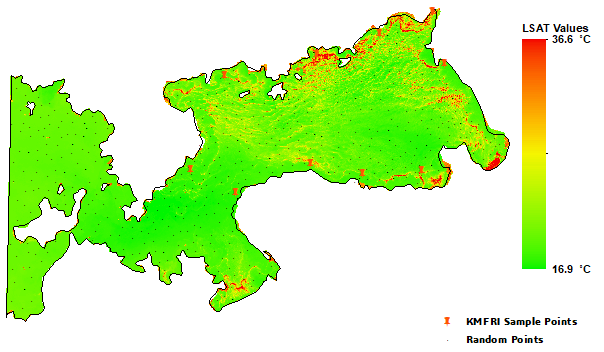 LSAT Values
36.6 °C
16.9 °C
KMFRI Sample Points
Random Points